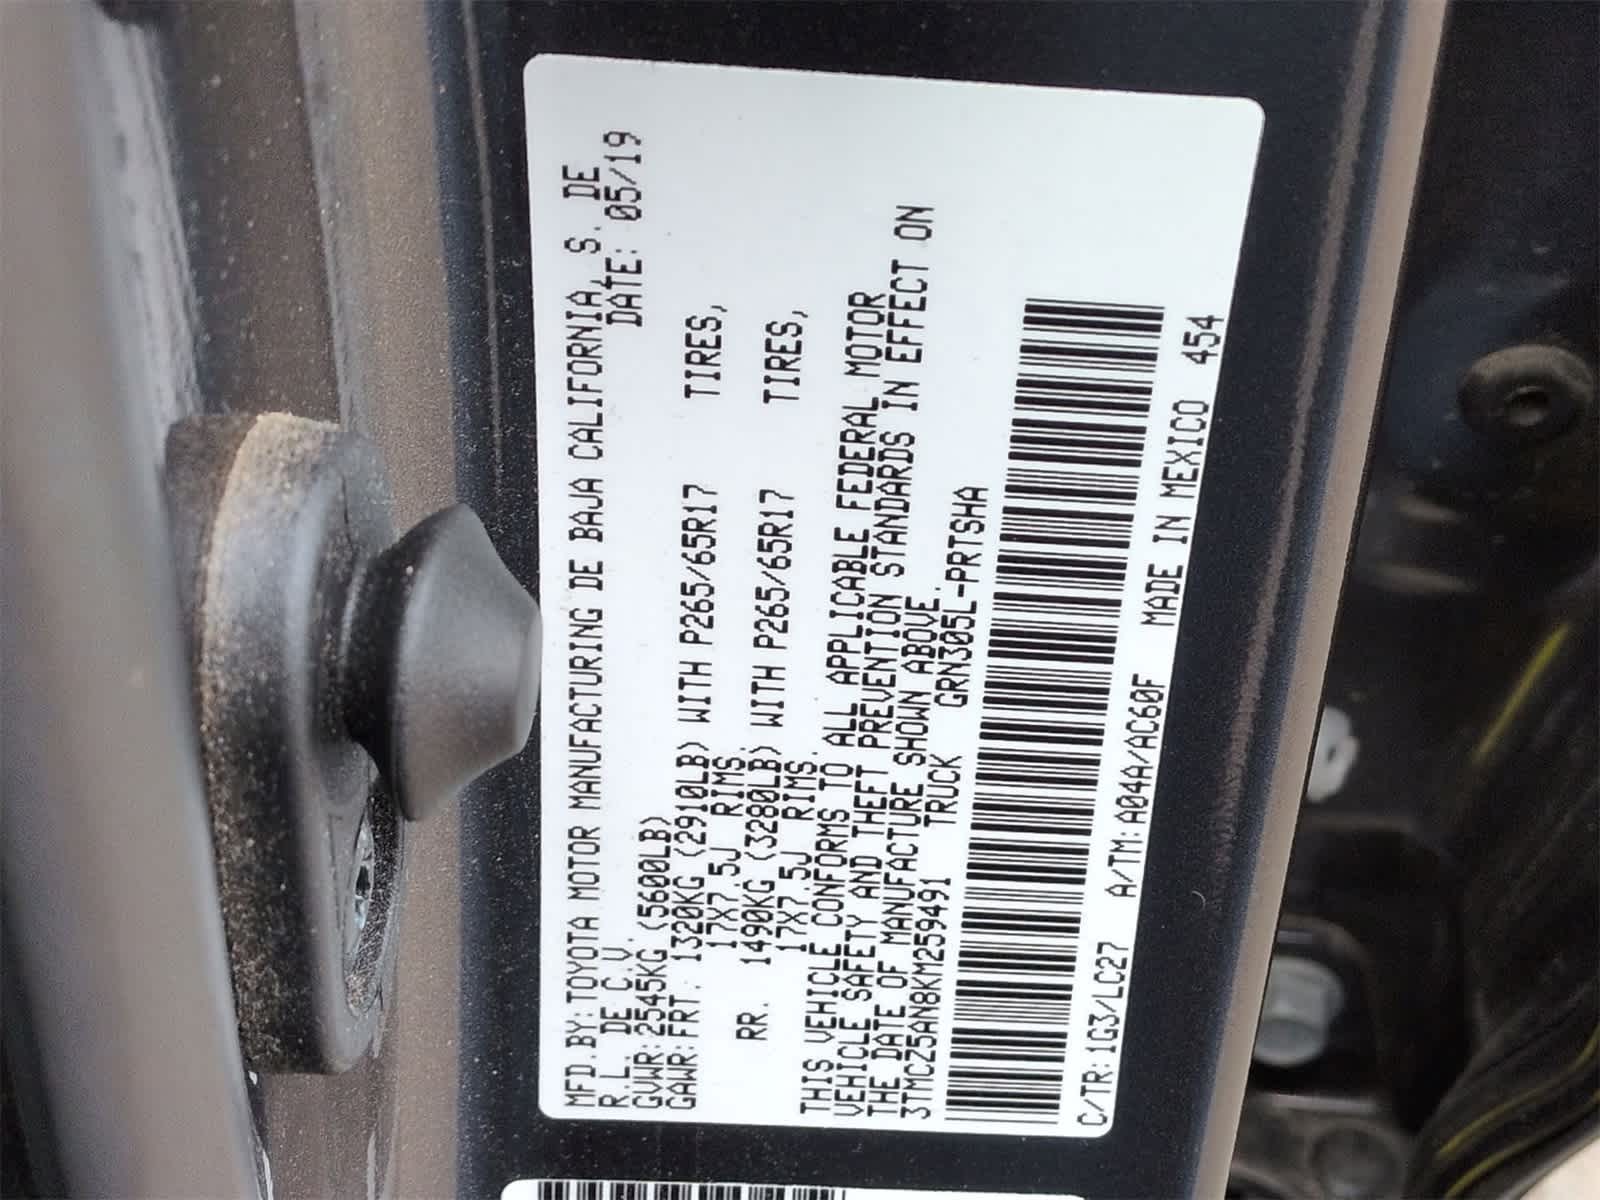 MFD.BY:TOYOTA MOTOR MANUFACTURING DE BAJA CALIFORNIA, S. DE
R.L. DE C.V. DATE: 05/19
GVWR:2545KG (5600LB)
GAWR:FRT: 1320KG (2910LB) WITH P265/65R17 TIRES,
17X7.5J RIMS.
RR. 1490KG (3280LB) WITH P265/65R17 TIRES,
17X7.5J RIMS.
THIS VEHICLE CONFORMS TO ALL APPLICABLE FEDERAL MOTOR
VEHICLE SAFETY AND THEFT PREVENTION STANDARDS IN EFFECT ON
THE DATE OF MANUFACTURE SHOWN ABOVE.
3TMCZ5AN8KM259491 TRUCK GRN305L-PRTSHA
C/TR:1G3/LC27 A/TM:A04A/AC60F MADE IN MEXICO 454